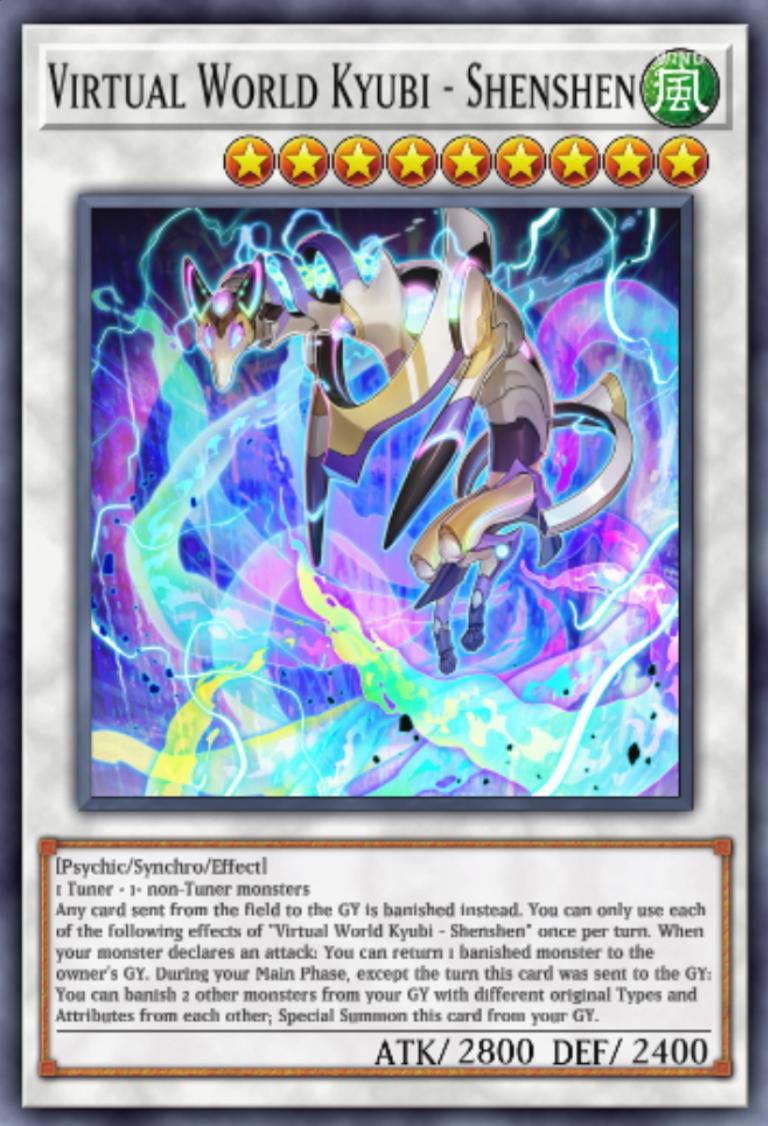 VIRTUAL WORLD KYUBI - SHENSHEN
WIND
風
[Psychic/Synchro/Effect]
1 Tuner - 1- non-Tuner monsters
Any card sent from the field to the GY is banished instead. You can only use each
of the following effects of "Virtual World Kyubi - Shenshen" once per turn. When
your monster declares an attack: You can return 1 banished monster to the
owner's GY. During your Main Phase, except the turn this card was sent to the GY:
You can banish 2 other monsters from your GY with different original Types and
Attributes from each other; Special Summon this card from your GY.
ATK/ 2800 DEF/ 2400